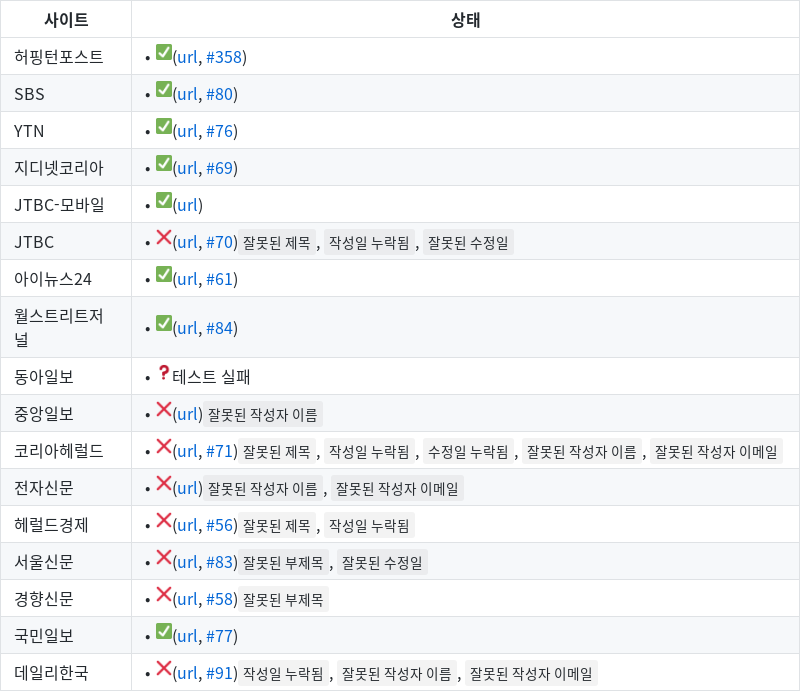 사이트 상태
허핑턴포스트 • ✅(url, #358)
SBS • ✅(url, #80)
YTN • ✅(url, #76)
지디넷코리아 • ✅(url, #69)
JTBC-모바일 • ✅(url)
JTBC • ❌(url, #70) 잘못된 제목 , 작성일 누락됨 , 잘못된 수정일
아이뉴스24 • ✅(url, #61)
월스트리트저
널 • ✅(url, #84)
동아일보 • ❓테스트 실패
중앙일보 • ❌(url) 잘못된 작성자 이름
코리아헤럴드 • ❌(url, #71) 잘못된 제목 , 작성일 누락됨 , 수정일 누락됨 , 잘못된 작성자 이름 , 잘못된 작성자 이메일
전자신문 • ❌(url) 잘못된 작성자 이름 , 잘못된 작성자 이메일
헤럴드경제 • ❌(url, #56) 잘못된 제목 , 작성일 누락됨
서울신문 • ❌(url, #83) 잘못된 부제목 , 잘못된 수정일
경향신문 • ❌(url, #58) 잘못된 부제목
국민일보 • ✅(url, #77)
데일리한국 • ❌(url, #91) 작성일 누락됨 , 잘못된 작성자 이름 , 잘못된 작성자 이메일